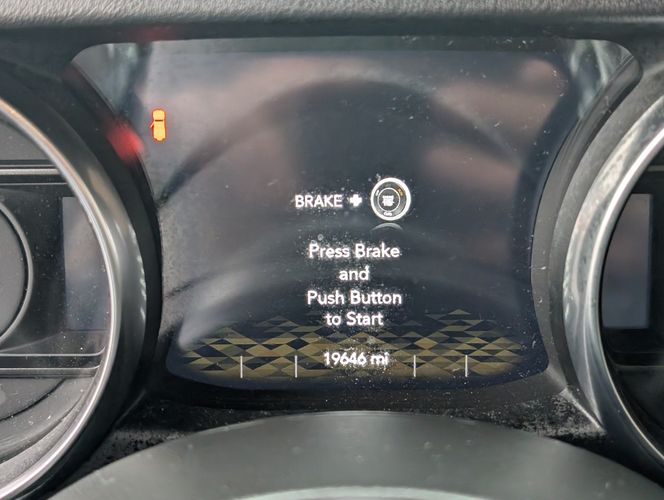 BRAKE +
Press Brake
and
Push Button
to Start
19646 mi